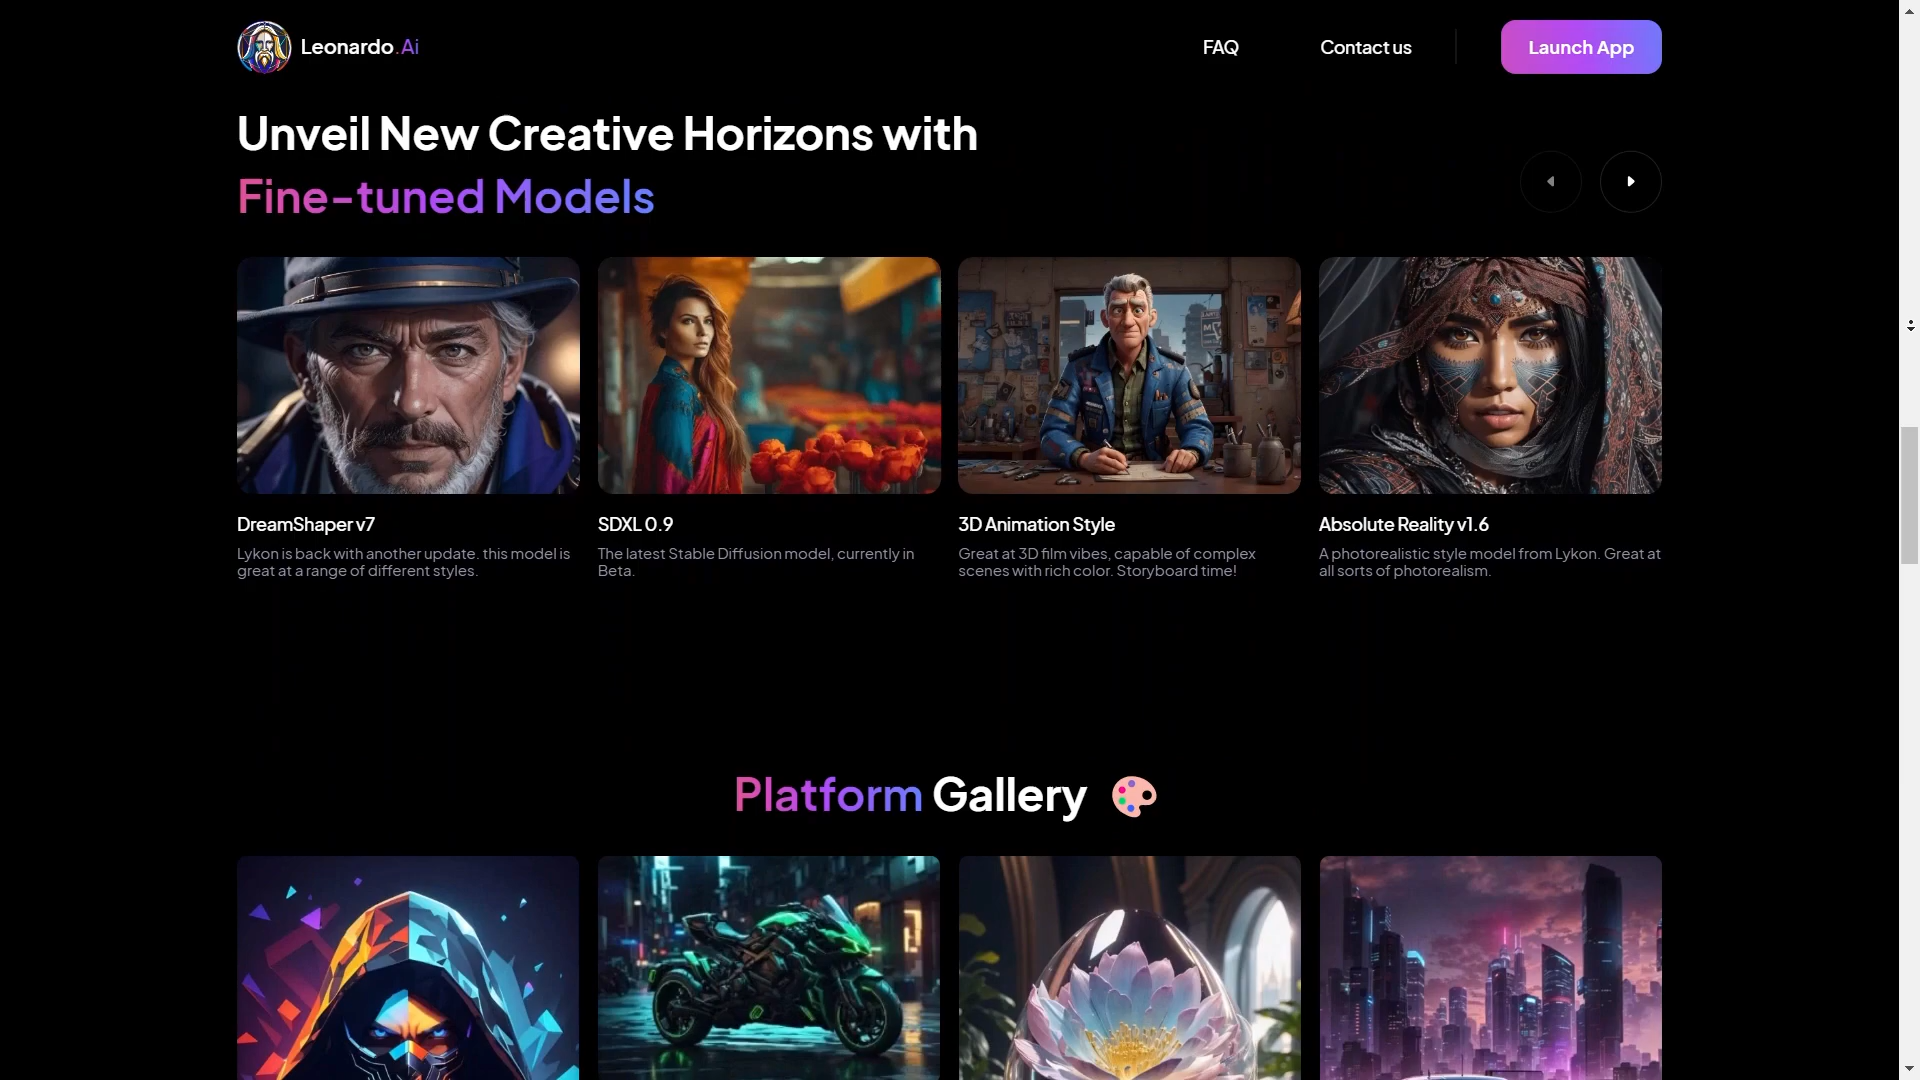 Leonardo.Ai
FAQ
Contact us
Launch App
Unveil New Creative Horizons with
Fine-tuned Models
DreamShaper v7
Lykon is back with another update. this model is
great at a range of different styles.
SDXL 0.9
The latest Stable Diffusion model, currently in
Beta.
3D Animation Style
Great at 3D film vibes, capable of complex
scenes with rich color. Storyboard time!
Absolute Reality v1.6
A photorealistic style model from Lykon. Great at
all sorts of photorealism.
Platform Gallery